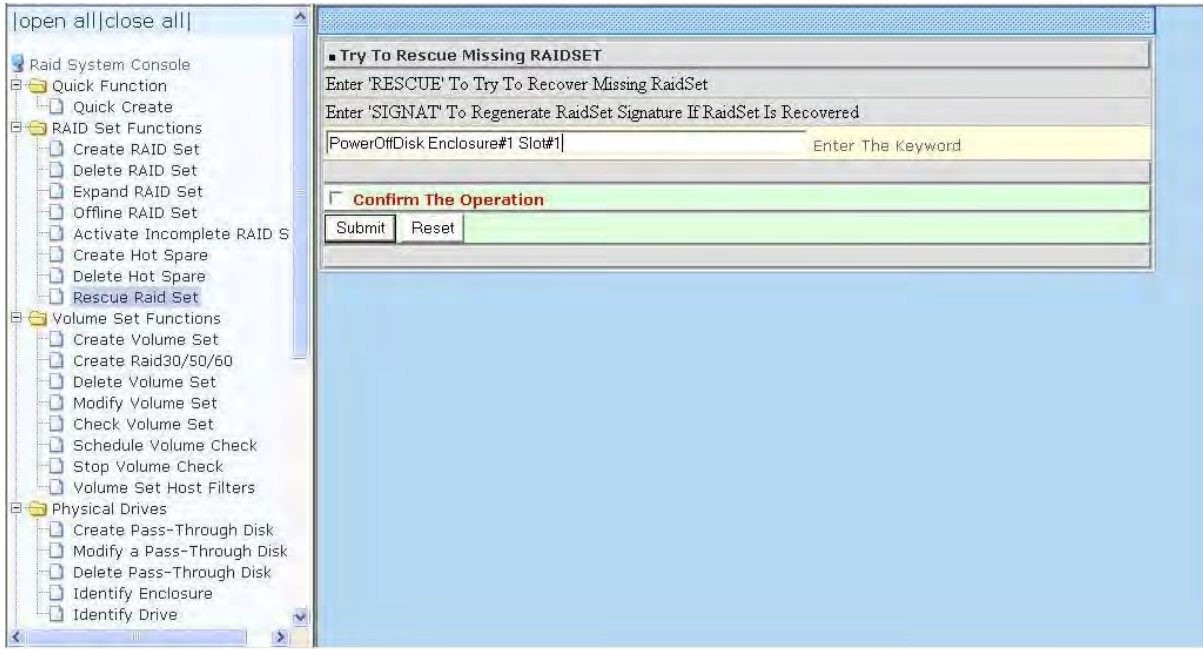 |open all||close all|
Raid System Console
Quick Function
Quick Create
RAID Set Functions
Create RAID Set
Delete RAID Set
Expand RAID Set
Offline RAID Set
Activate Incomplete RAID S
Create Hot Spare
Delete Hot Spare
Rescue Raid Set
Volume Set Functions
Create Volume Set
Create Raid30/50/60
Delete Volume Set
Modify Volume Set
Check Volume Set
Schedule Volume Check
Stop Volume Check
Volume Set Host Filters
Physical Drives
Create Pass-Through Disk
Modify a Pass-Through Disk
Delete Pass-Through Disk
Identify Enclosure
Identify Drive
Try To Rescue Missing RAIDSET
Enter 'RESCUE' To Try To Recover Missing RaidSet
Enter 'SIGNAT' To Regenerate RaidSet Signature If RaidSet Is Recovered
PowerOffDisk Enclosure#1 Slot#1 Enter The Keyword
Confirm The Operation
Submit Reset